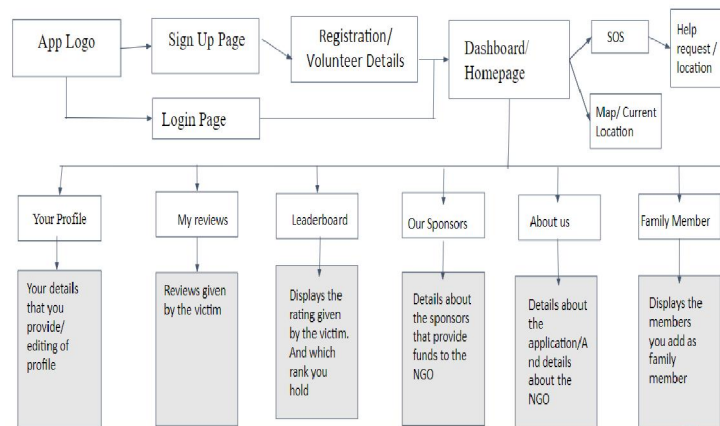 App Logo
Sign Up Page
Registration/
Volunteer Details
Dashboard/
Homepage
SOS
Help
request /
location
Login Page
Map/ Current
Location
Your Profile
My reviews
Leaderboard
Our Sponsors
About us
Family Member
Your details
that you
provide/
editing of
profile
Reviews given
by the victim
Displays the
rating given
by the victim.
And which
rank you
hold
Details about
the sponsors
that provide
funds to the
NGO
Details about
the
application/A
nd details
about the
NGO
Displays the
members
you add as
family
member